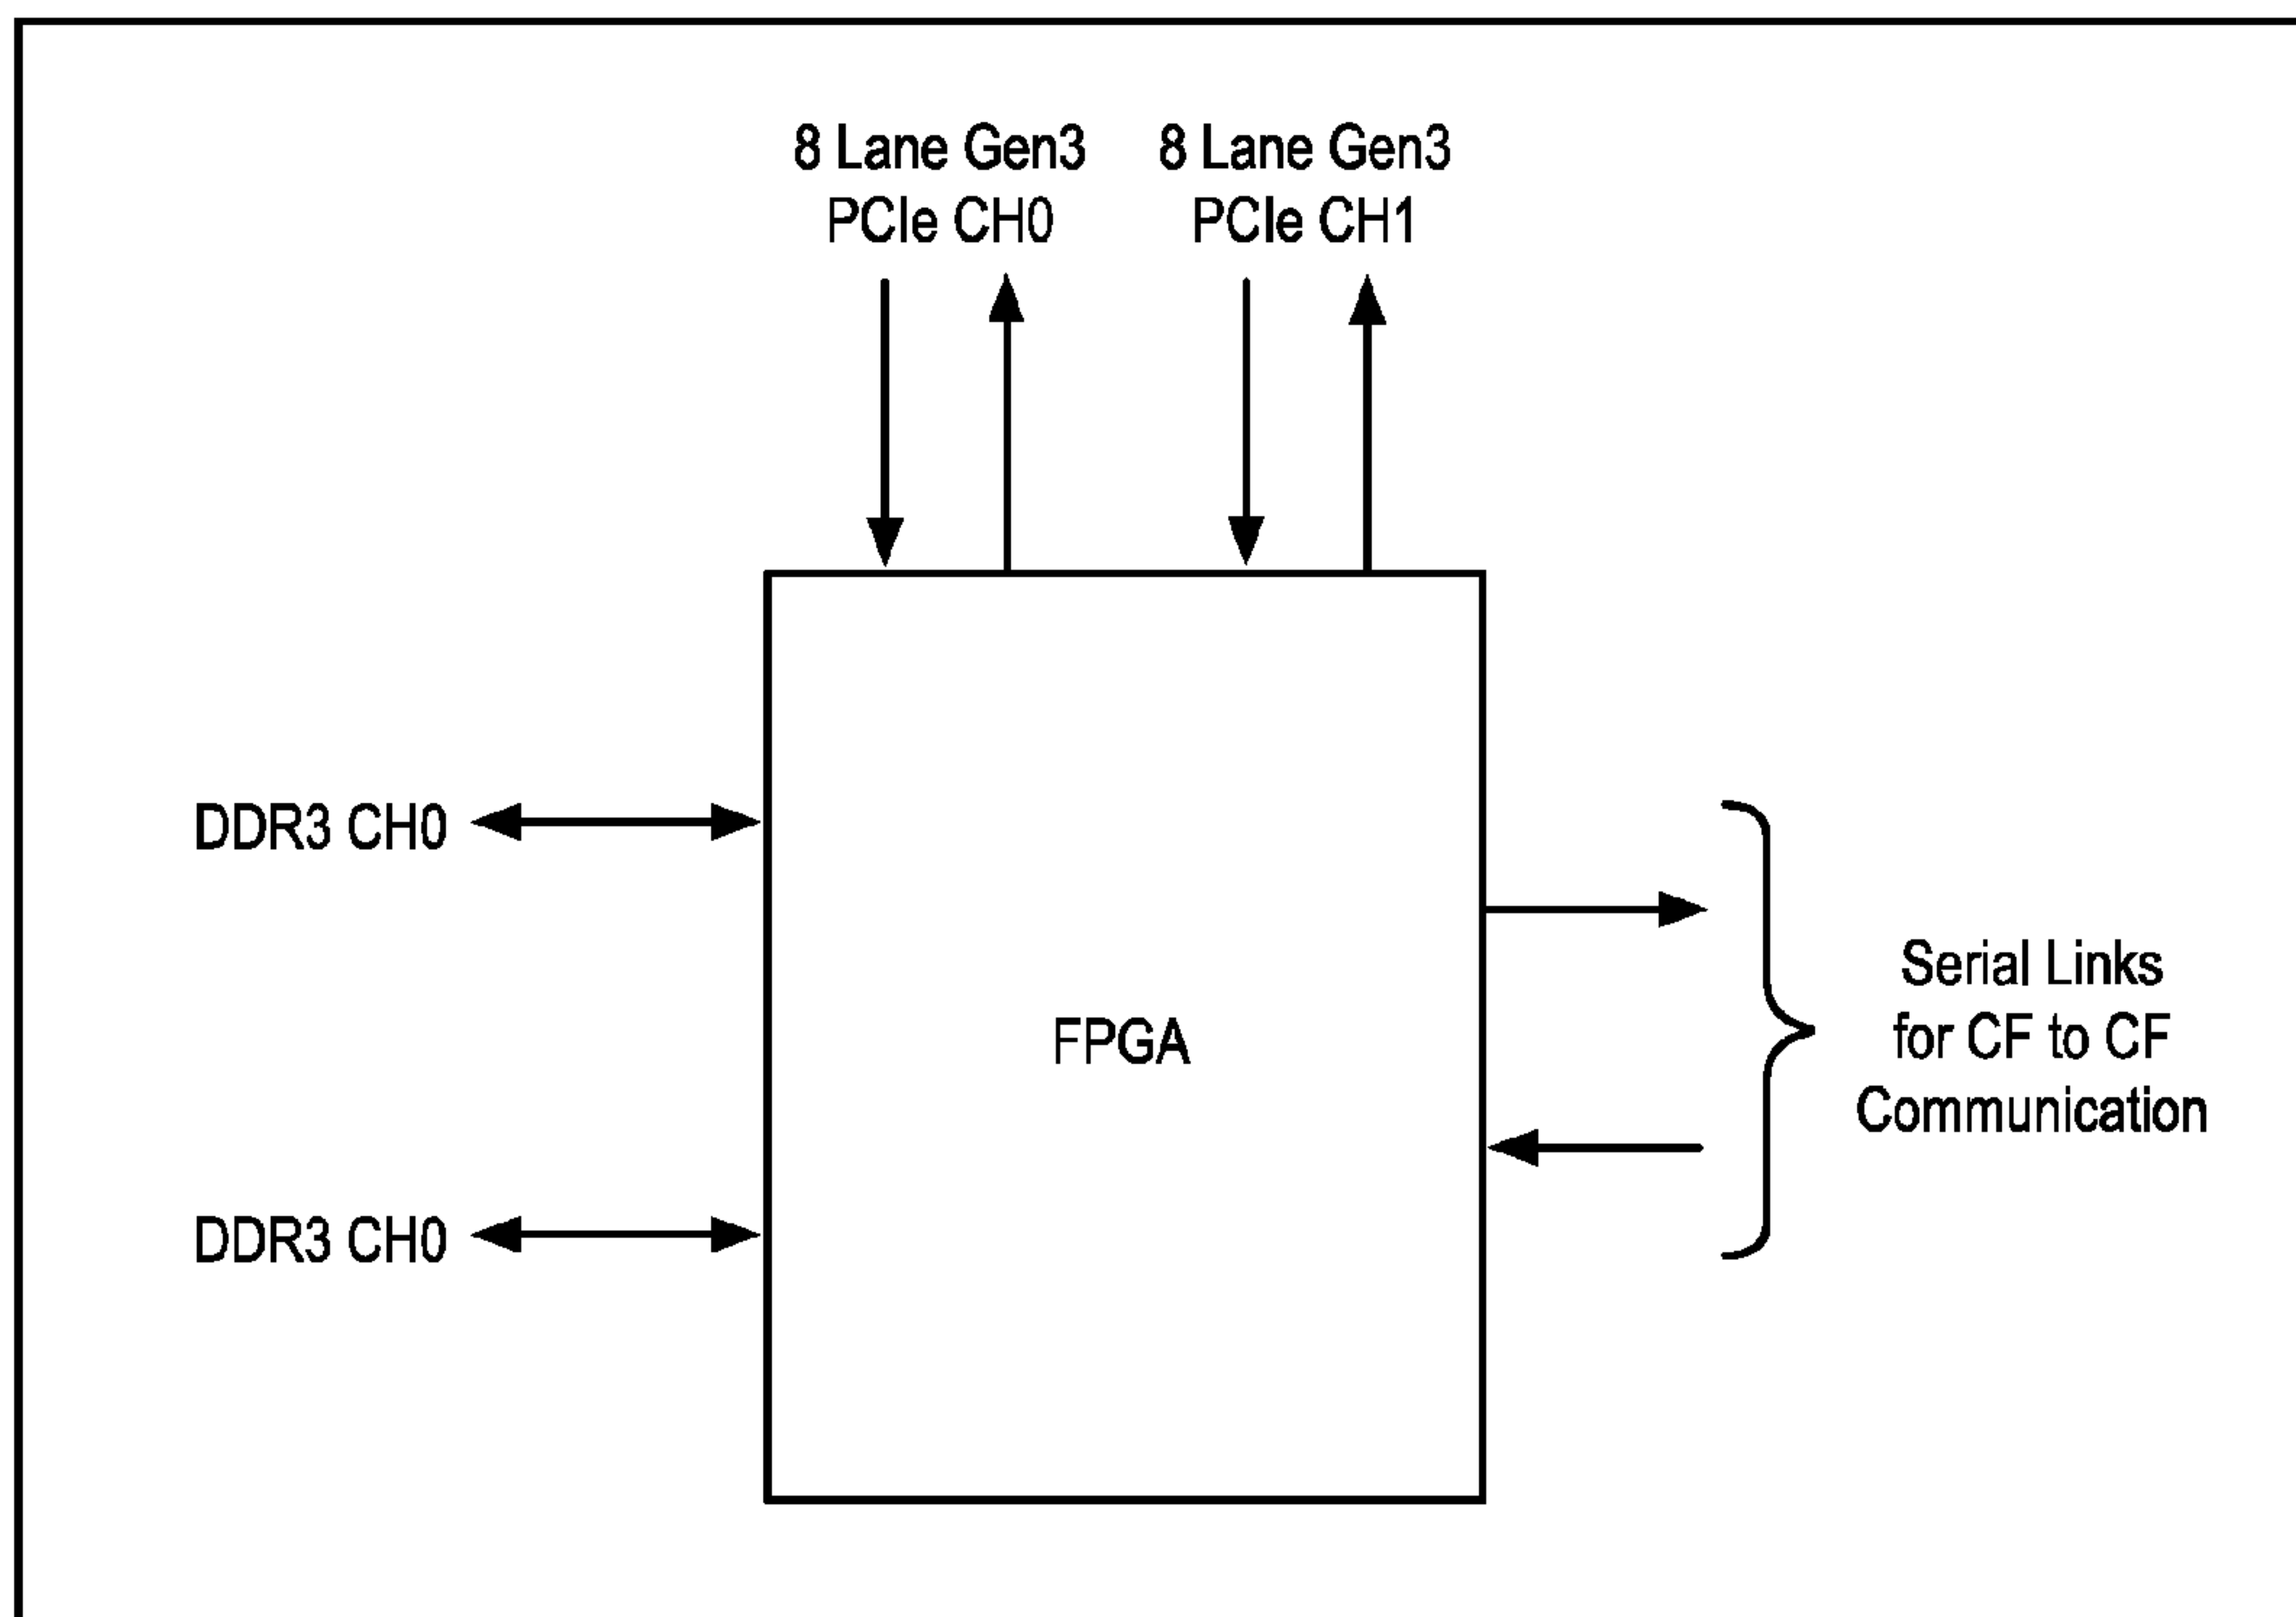 8 Lane Gen3
PCIe CH0
8 Lane Gen3
PCIe CH1
DDR3 CH0
FPGA
DDR3 CH0
Serial Links
for CF to CF
Communication